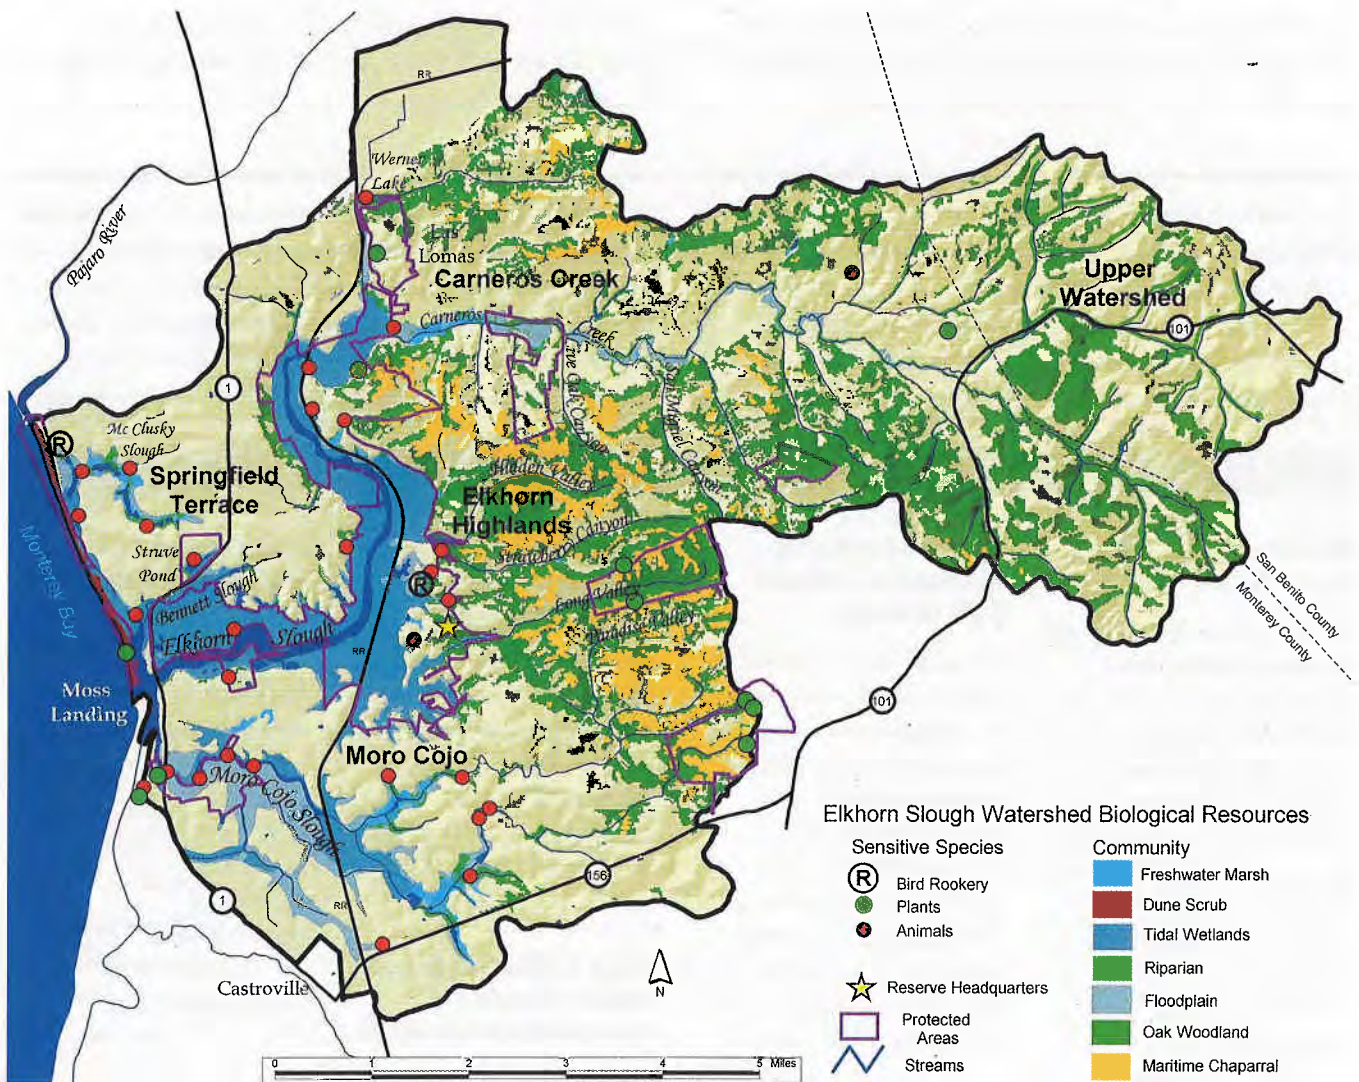 RR
Werner
Lake
Las
Lomas
Carneros Creek
Upper
Watershed
Pajaro River
Carneros
Creek
101
1
Mc Clusky
Slough
San Miguel Canyon
Springfield
Terrace
Hidden Valley
Elkhorn
Highlands
Strawberry Canyon
Monterey Bay
Struve
Pond
Bennett Slough
Long Valley
San Benito County
Monterey County
Elkhorn Slough
Paradise Valley
RR
R
R
Moss
Landing
101
Moro Cojo
Moro Cojo Slough
156
1
RR
Castroville
N
0 1 2 3 4 5 Miles
Elkhorn Slough Watershed Biological Resources
Sensitive Species
R Bird Rookery
Plants
Animals
Reserve Headquarters
Protected
Areas
Streams
Community
Freshwater Marsh
Dune Scrub
Tidal Wetlands
Riparian
Floodplain
Oak Woodland
Maritime Chaparral